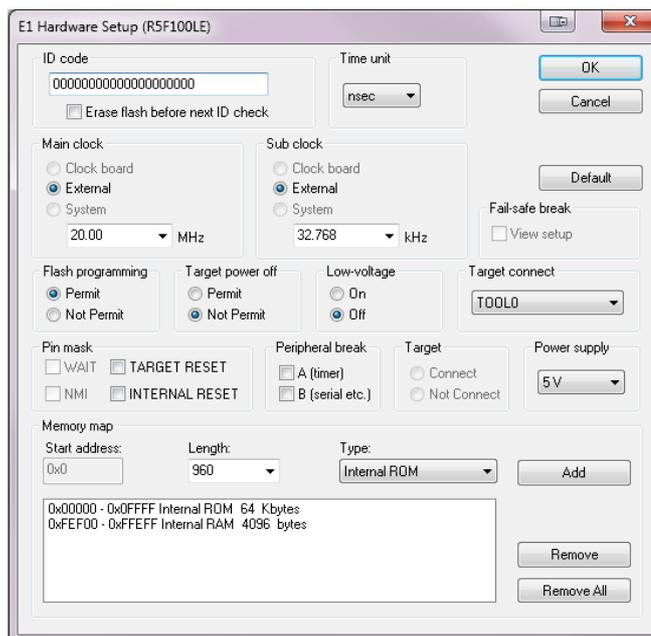 E1 Hardware Setup (R5F100LE)
ID code
00000000000000000000
Erase flash before next ID check
Time unit
nsec
OK
Cancel
Main clock
Clock board
External
System
20.00 MHz
Sub clock
Clock board
External
System
32.768 kHz
Default
Fail-safe break
View setup
Flash programming
Permit
Not Permit
Target power off
Permit
Not Permit
Low-voltage
On
Off
Target connect
TOOL0
Pin mask
WAIT TARGET RESET
NMI INTERNAL RESET
Peripheral break
A (timer)
B (serial etc.)
Target
Connect
Not Connect
Power supply
5 V
Memory map
Start address: Length: Type:
0x0 960 Internal ROM Add
0x00000 - 0x0FFFF Internal ROM 64 Kbytes
0xFEF00 - 0xFFEFF Internal RAM 4096 bytes
Remove
Remove All